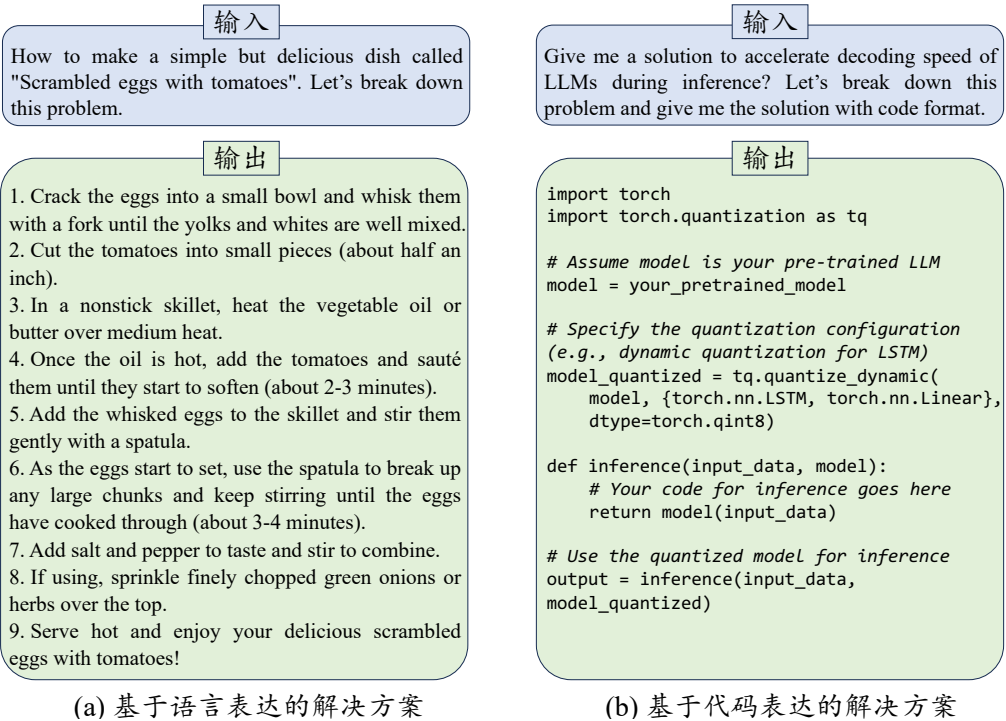 输入
How to make a simple but delicious dish called
"Scrambled eggs with tomatoes". Let's break down
this problem.
输出
1. Crack the eggs into a small bowl and whisk them
with a fork until the yolks and whites are well mixed.
2. Cut the tomatoes into small pieces (about half an
inch).
3. In a nonstick skillet, heat the vegetable oil or
butter over medium heat.
4. Once the oil is hot, add the tomatoes and sauté
them until they start to soften (about 2-3 minutes).
5. Add the whisked eggs to the skillet and stir them
gently with a spatula.
6. As the eggs start to set, use the spatula to break up
any large chunks and keep stirring until the eggs
have cooked through (about 3-4 minutes).
7. Add salt and pepper to taste and stir to combine.
8. If using, sprinkle finely chopped green onions or
herbs over the top.
9. Serve hot and enjoy your delicious scrambled
eggs with tomatoes!
(a) 基于语言表达的解决方案
输入
Give me a solution to accelerate decoding speed of
LLMs during inference? Let's break down this
problem and give me the solution with code format.
输出
import torch
import torch.quantization as tq
# Assume model is your pre-trained LLM
model = your_pretrained_model
# Specify the quantization configuration
(e.g., dynamic quantization for LSTM)
model_quantized = tq.quantize_dynamic(
    model, {torch.nn.LSTM, torch.nn.Linear},
    dtype=torch.qint8)
def inference(input_data, model):
    # Your code for inference goes here
    return model(input_data)
# Use the quantized model for inference
output = inference(input_data,
model_quantized)
(b) 基于代码表达的解决方案